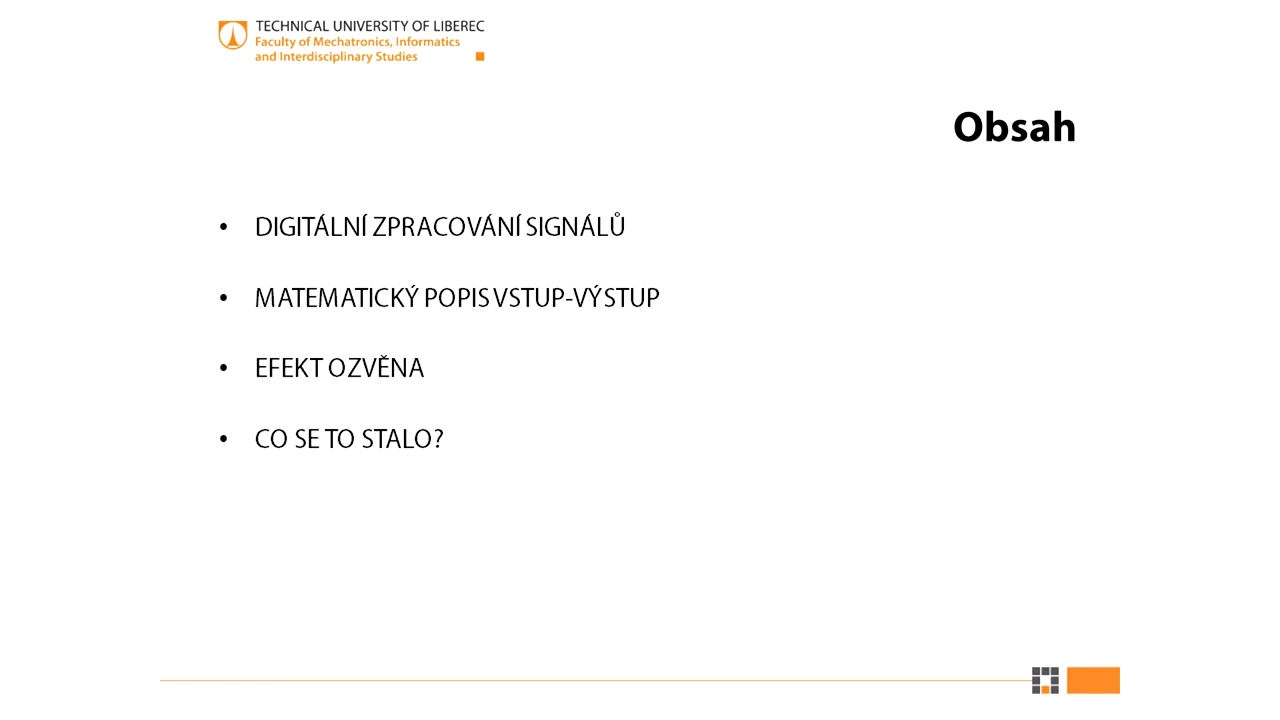 TECHNICAL UNIVERSITY OF LIBEREC
Faculty of Mechatronics, Informatics
and Interdisciplinary Studies
Obsah
• DIGITÁLNÍ ZPRACOVÁNÍ SIGNÁLŮ
• MATEMATICKÝ POPIS VSTUP-VÝSTUP
• EFEKT OZVĚNA
• CO SE TO STALO?